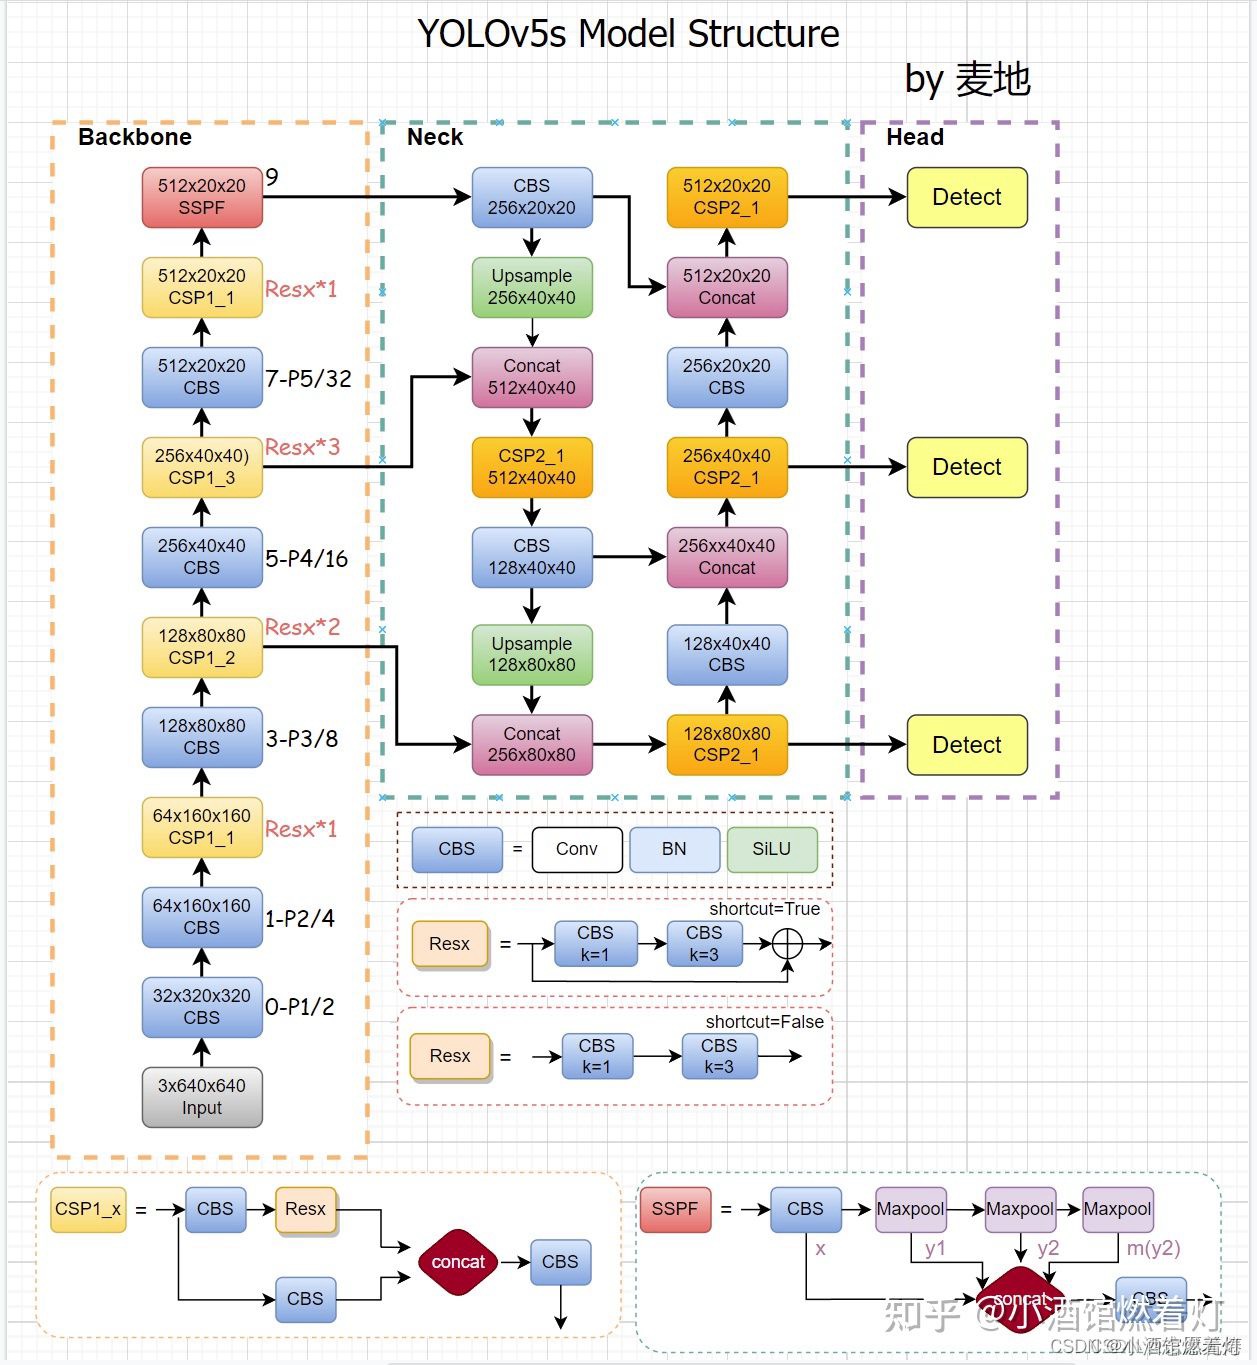 YOLOv5s Model Structure
by 麦地
Backbone
512x20x20
SSPF
9
512x20x20
CSP1_1
Resx*1
512x20x20
CBS
7-P5/32
256x40x40)
CSP1_3
Resx*3
256x40x40
CBS
5-P4/16
128x80x80
CSP1_2
Resx*2
128x80x80
CBS
3-P3/8
64x160x160
CSP1_1
Resx*1
64x160x160
CBS
1-P2/4
32x320x320
CBS
0-P1/2
3x640x640
Input
Neck
CBS
256x20x20
Upsample
256x40x40
Concat
512x40x40
CSP2_1
512x40x40
CBS
128x40x40
Upsample
128x80x80
Concat
256x80x80
512x20x20
CSP2_1
512x20x20
Concat
256x20x20
CBS
256x40x40
CSP2_1
256xx40x40
Concat
128x40x40
CBS
128x80x80
CSP2_1
Head
Detect
Detect
Detect
CBS = Conv BN SiLU
shortcut=True
Resx = CBS
k=1
CBS
k=3
shortcut=False
Resx = CBS
k=1
CBS
k=3
CSP1_x = CBS Resx
concat CBS
CBS
SSPF = CBS Maxpool Maxpool Maxpool
x y1 y2 m(y2)
concat CBS
知乎 @小酒馆燃着灯
CSDN @小酒馆燃着灯